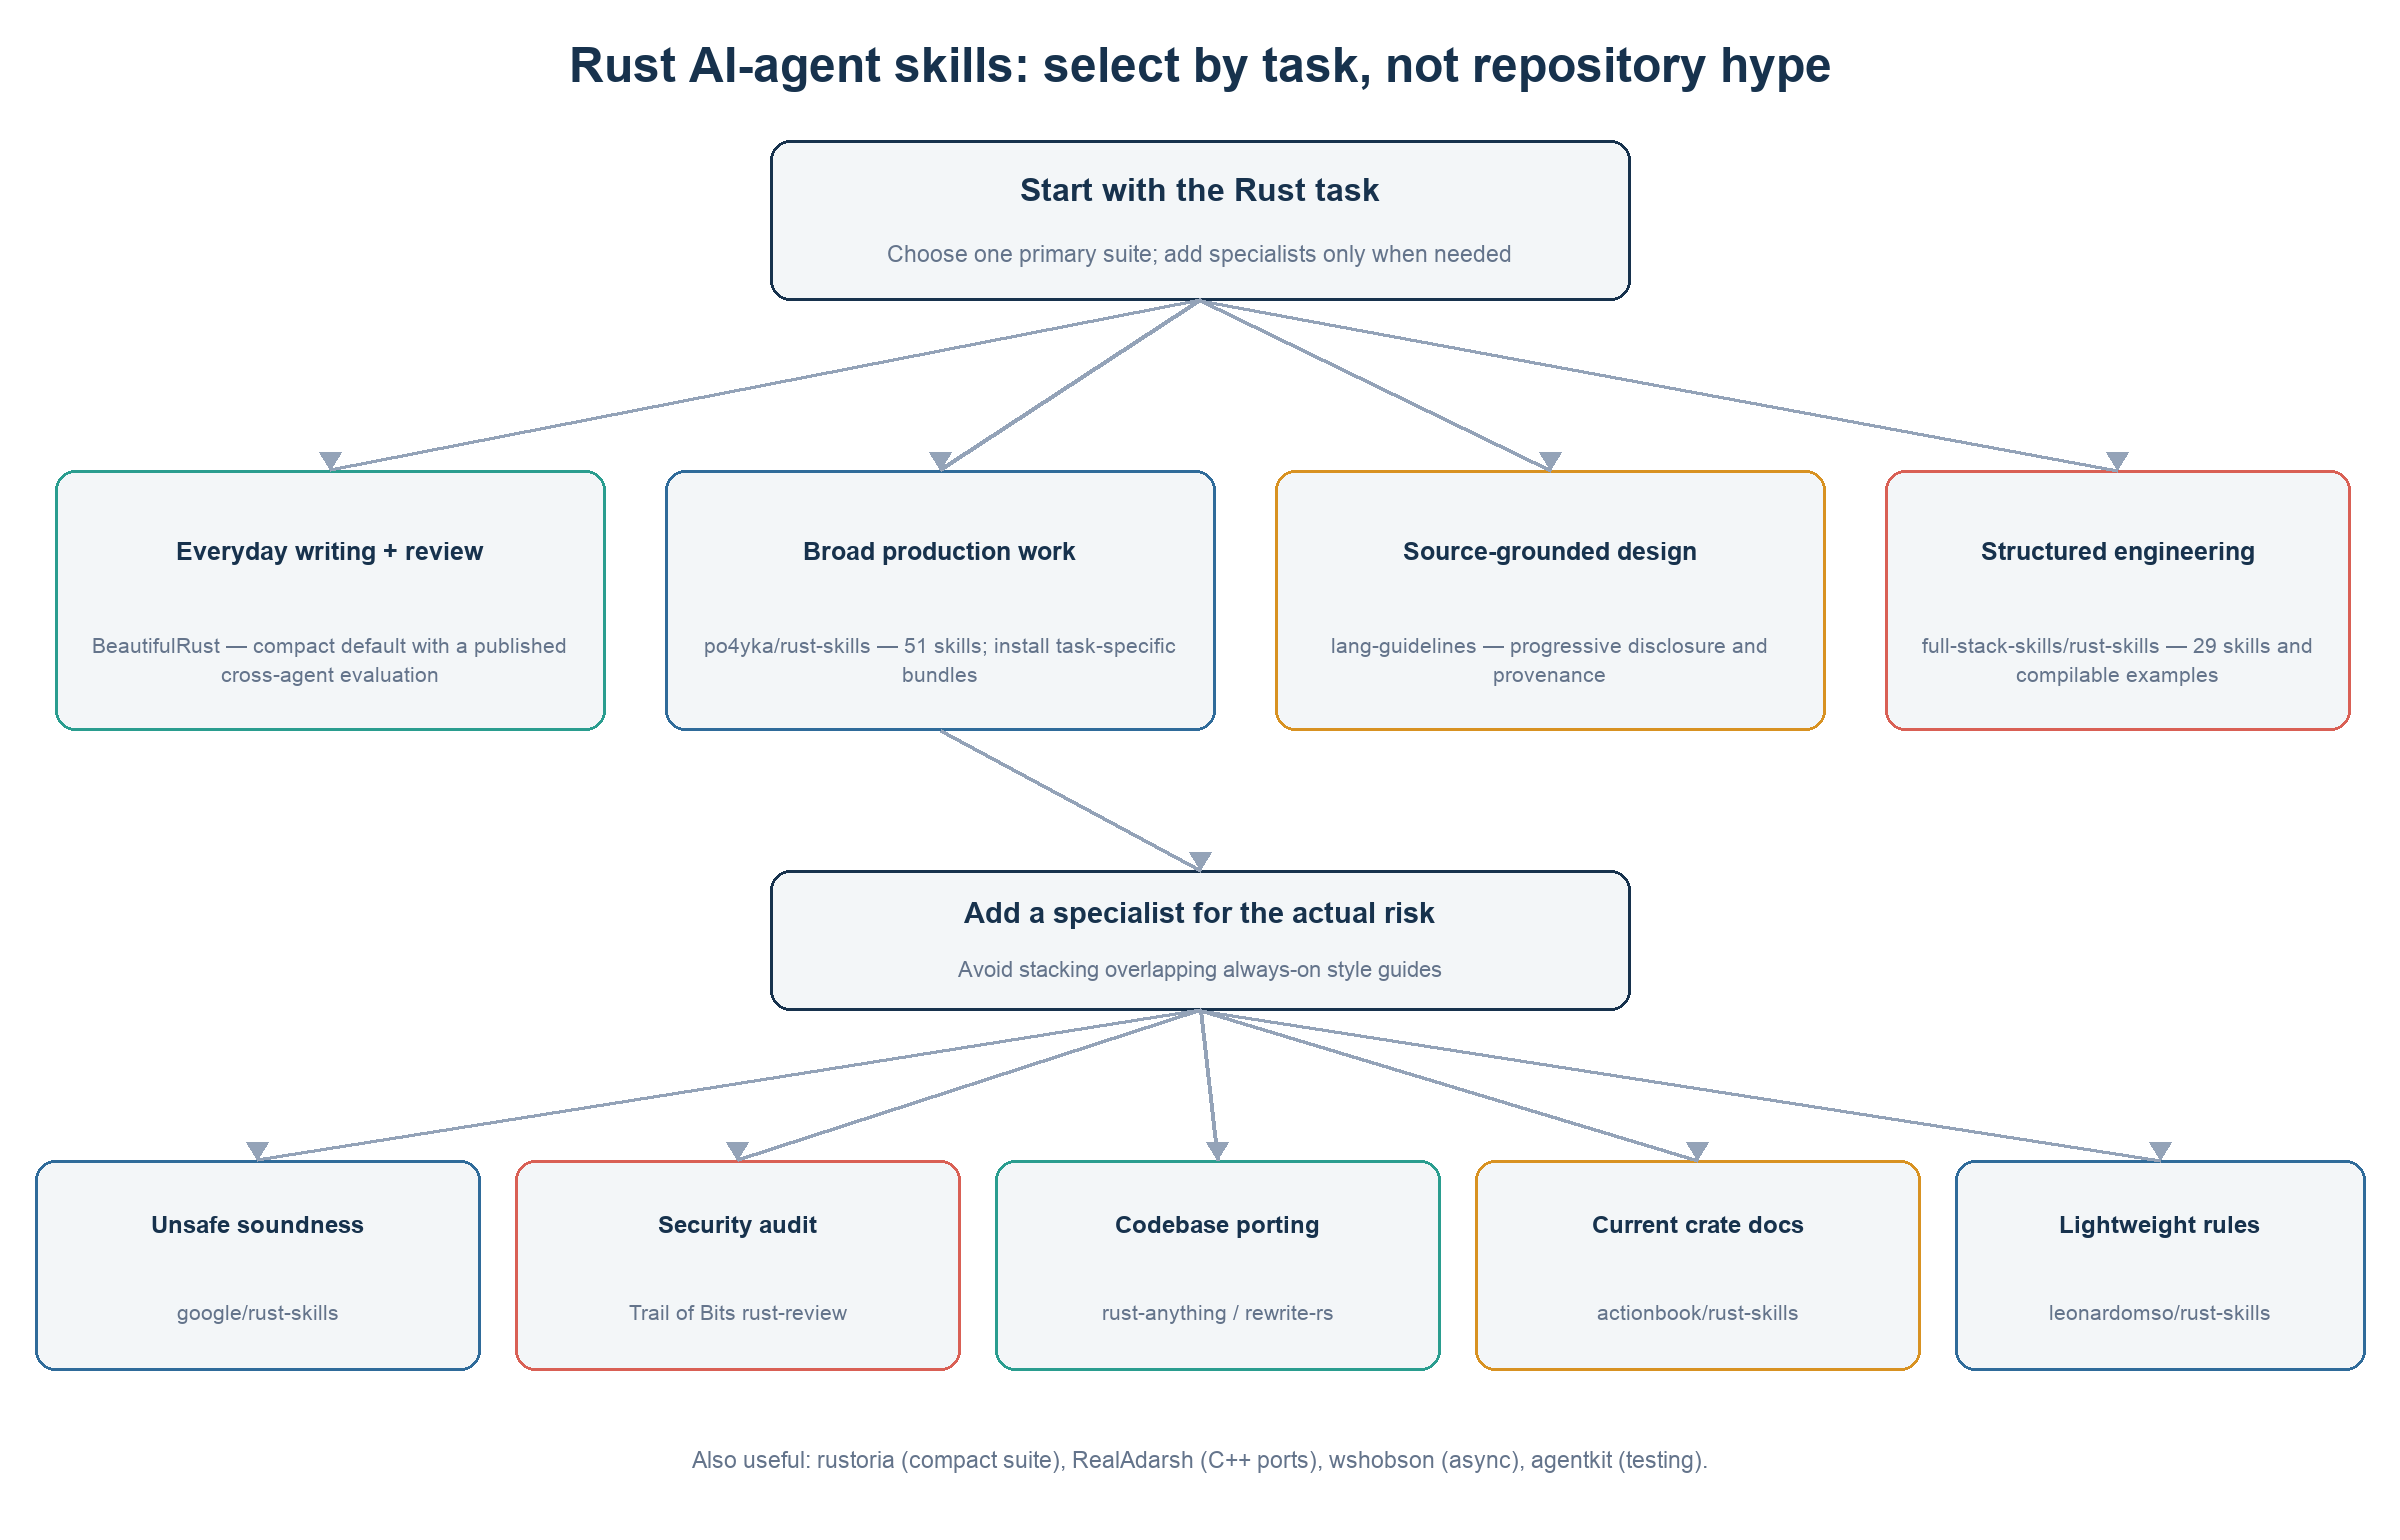 Rust AI-agent skills: select by task, not repository hype
Start with the Rust task
Choose one primary suite; add specialists only when needed
Everyday writing + review
BeautifulRust — compact default with a published
cross-agent evaluation
Broad production work
po4yka/rust-skills — 51 skills; install task-specific
bundles
Source-grounded design
lang-guidelines — progressive disclosure and
provenance
Structured engineering
full-stack-skills/rust-skills — 29 skills and
compilable examples
Add a specialist for the actual risk
Avoid stacking overlapping always-on style guides
Unsafe soundness
google/rust-skills
Security audit
Trail of Bits rust-review
Codebase porting
rust-anything / rewrite-rs
Current crate docs
actionbook/rust-skills
Lightweight rules
leonardomso/rust-skills
Also useful: rustoria (compact suite), RealAdarsh (C++ ports), wshobson (async), agentkit (testing).